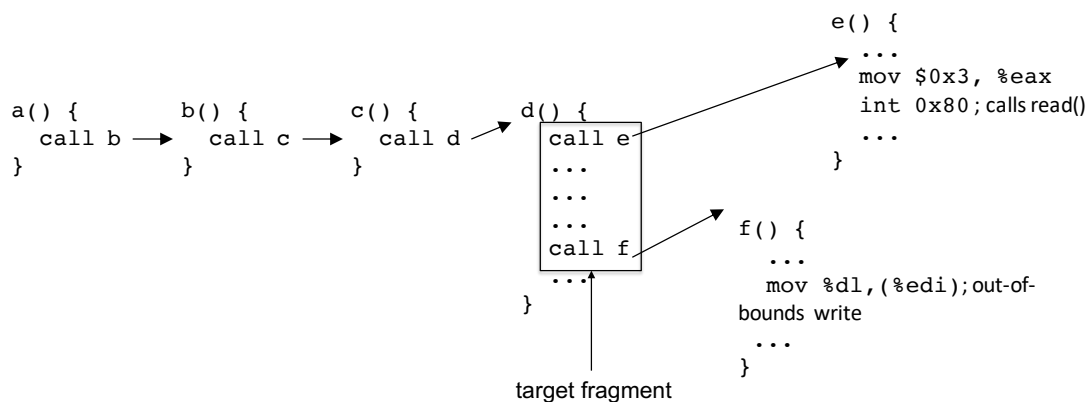 a() {
call b
}
b() {
call c
}
c() {
call d
}
d() {
call e
...
...
...
call f
...
}
e() {
...
mov $0x3, %eax
int 0x80 ; calls read()
...
}
f() {
...
mov %dl,(%edi); out-of-
bounds write
...
}
target fragment